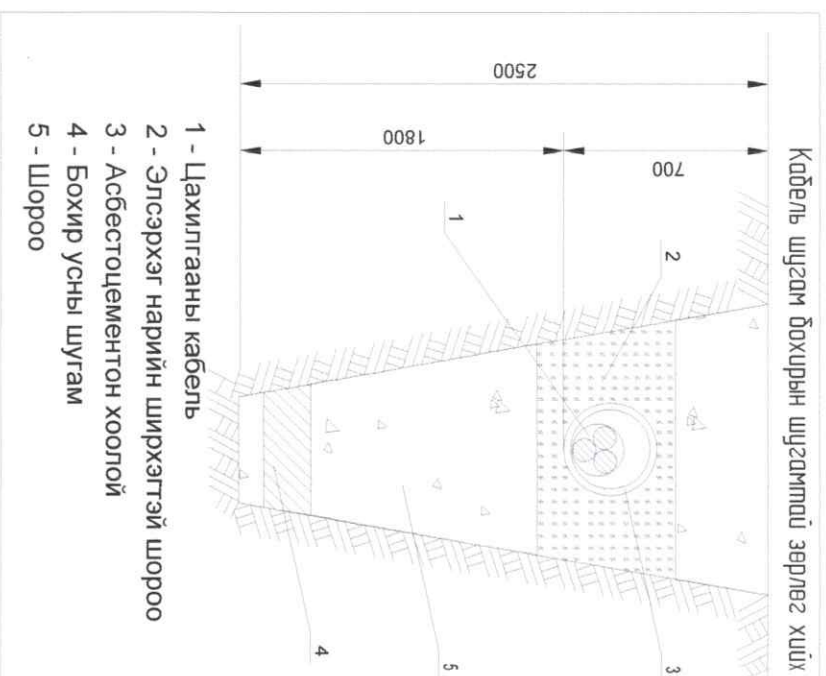 Кабель шугам бохирын шугамтай зөрлөг хийх
2500
1800
700
1
2
3
4
5
1 - Цахилгааны кабель
2 - Элсэрхэг нарийн ширхэгтэй шороо
3 - Асбестоцементон хоолой
4 - Бохир усны шугам
5 - Шороо